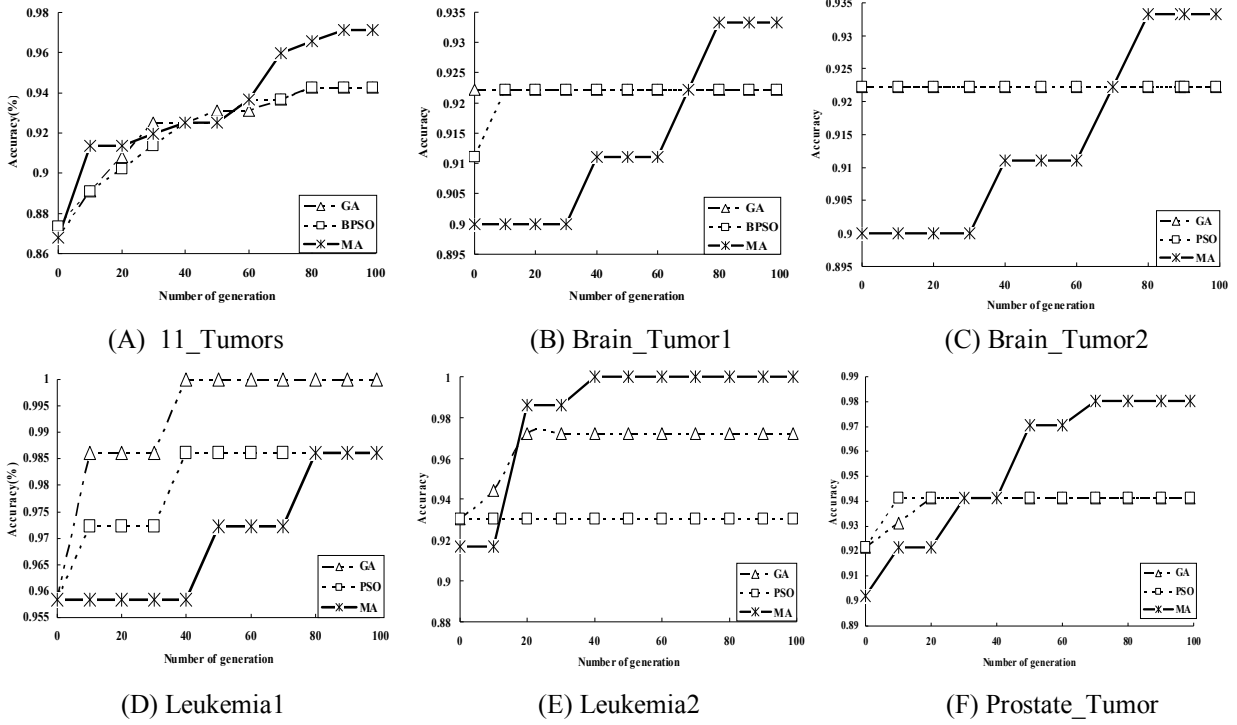 0.98
0.96
0.94
0.92
0.9
0.88
0.86
Accuracy(%)
0
20
40
60
80
100
Number of generation
GA
BPSO
MA
(A) 11_Tumors
0.935
0.93
0.925
0.92
0.915
0.91
0.905
0.9
0.895
Accuracy
0
20
40
60
80
100
Number of generation
GA
BPSO
MA
(B) Brain_Tumor1
0.935
0.93
0.925
0.92
0.915
0.91
0.905
0.9
0.895
Accuracy
0
20
40
60
80
100
Number of generation
GA
PSO
MA
(C) Brain_Tumor2
1
0.995
0.99
0.985
0.98
0.975
0.97
0.965
0.96
0.955
Accuracy(%)
0
20
40
60
80
100
Number of generation
GA
PSO
MA
(D) Leukemia1
1
0.98
0.96
0.94
0.92
0.9
0.88
Accuracy
0
20
40
60
80
100
Number of generation
GA
PSO
MA
(E) Leukemia2
0.99
0.98
0.97
0.96
0.95
0.94
0.93
0.92
0.91
0.9
0.89
Accuracy
0
20
40
60
80
100
Number of generation
GA
PSO
MA
(F) Prostate_Tumor